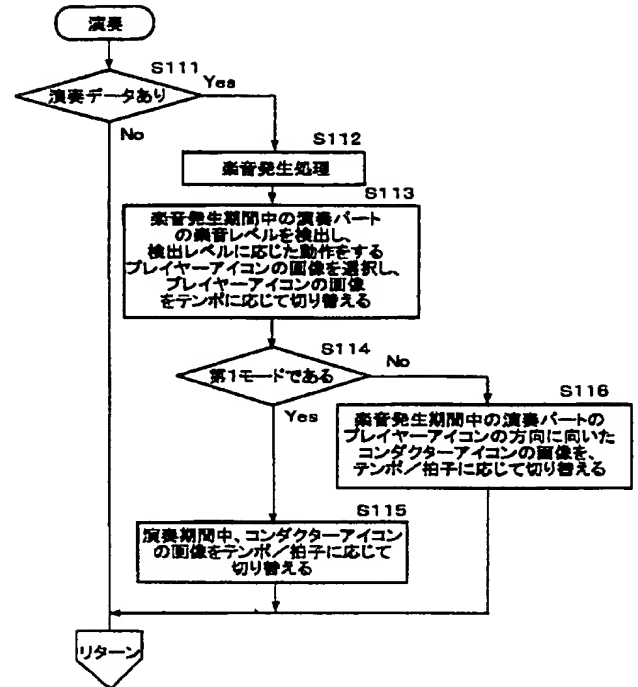 演奏
S111
演奏データあり
Yes
No
S112
楽音発生処理
S113
楽音発生期間中の演奏パート
の楽音レベルを検出し、
検出レベルに応じた動作をする
プレイヤーアイコンの画像を選択し、
プレイヤーアイコンの画像
をテンポに応じて切り替える
S114
第1モードである
No
Yes
S116
楽音発生期間中の演奏パートの
プレイヤーアイコンの方向に向いた
コンダクターアイコンの画像を、
テンポ/拍子に応じて切り替える
S115
演奏期間中、コンダクターアイコン
の画像をテンポ/拍子に応じて
切り替える
リターン